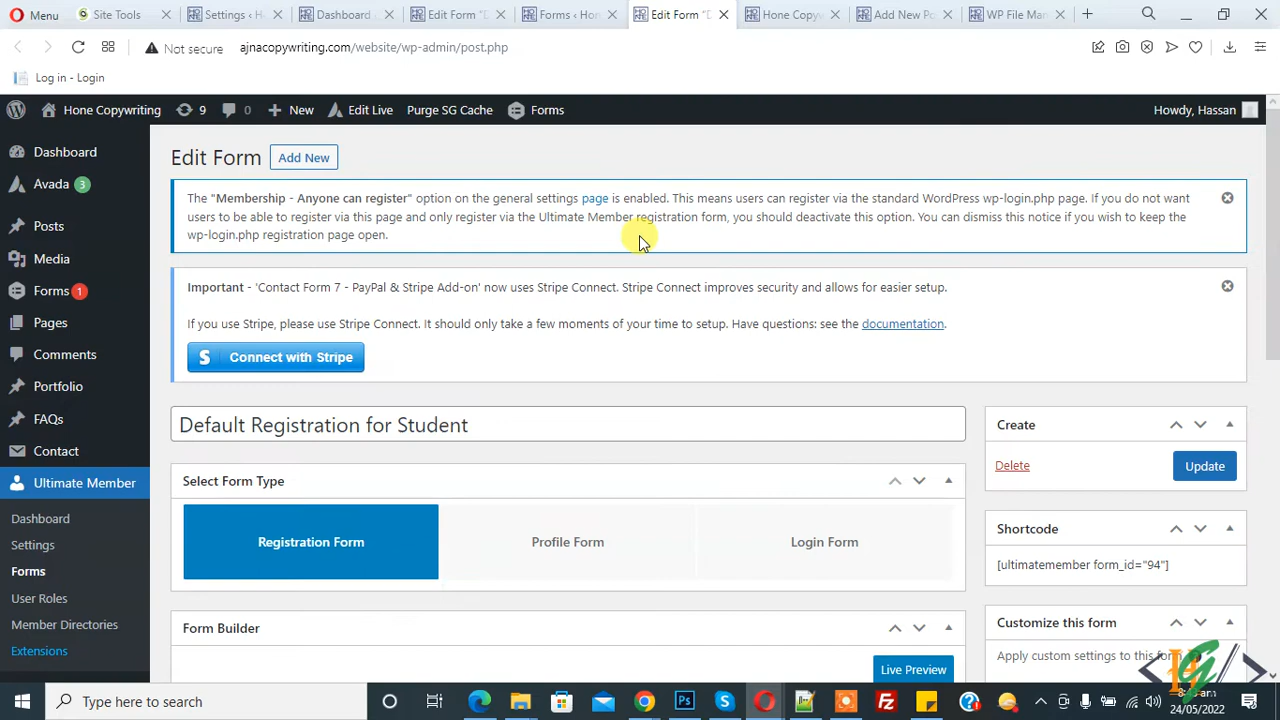 Menu
Site Tools
Settings ‹ H
Dashboard
Edit Form "
Forms ‹ Hon
Edit Form "D
Hone Copyw
Add New Po
WP File Man
Not secure
ajnacopywriting.com/website/wp-admin/post.php
Log in - Login
Hone Copywriting
9
0
New
Edit Live
Purge SG Cache
Forms
Howdy, Hassan
Dashboard
Avada 3
Posts
Media
Forms 1
Pages
Comments
Portfolio
FAQs
Contact
Ultimate Member
Dashboard
Settings
Forms
User Roles
Member Directories
Extensions
Edit Form
Add New
The "Membership - Anyone can register" option on the general settings page is enabled. This means users can register via the standard WordPress wp-login.php page. If you do not want
users to be able to register via this page and only register via the Ultimate Member registration form, you should deactivate this option. You can dismiss this notice if you wish to keep the
wp-login.php registration page open.
Important - 'Contact Form 7 - PayPal & Stripe Add-on' now uses Stripe Connect. Stripe Connect improves security and allows for easier setup.
If you use Stripe, please use Stripe Connect. It should only take a few moments of your time to setup. Have questions: see the documentation.
S Connect with Stripe
Default Registration for Student
Select Form Type
Registration Form
Profile Form
Login Form
Form Builder
Live Preview
Create
Delete
Update
Shortcode
[ultimatemember form_id="94"]
Customize this form
Apply custom settings to this form
Type here to search
24/05/2022